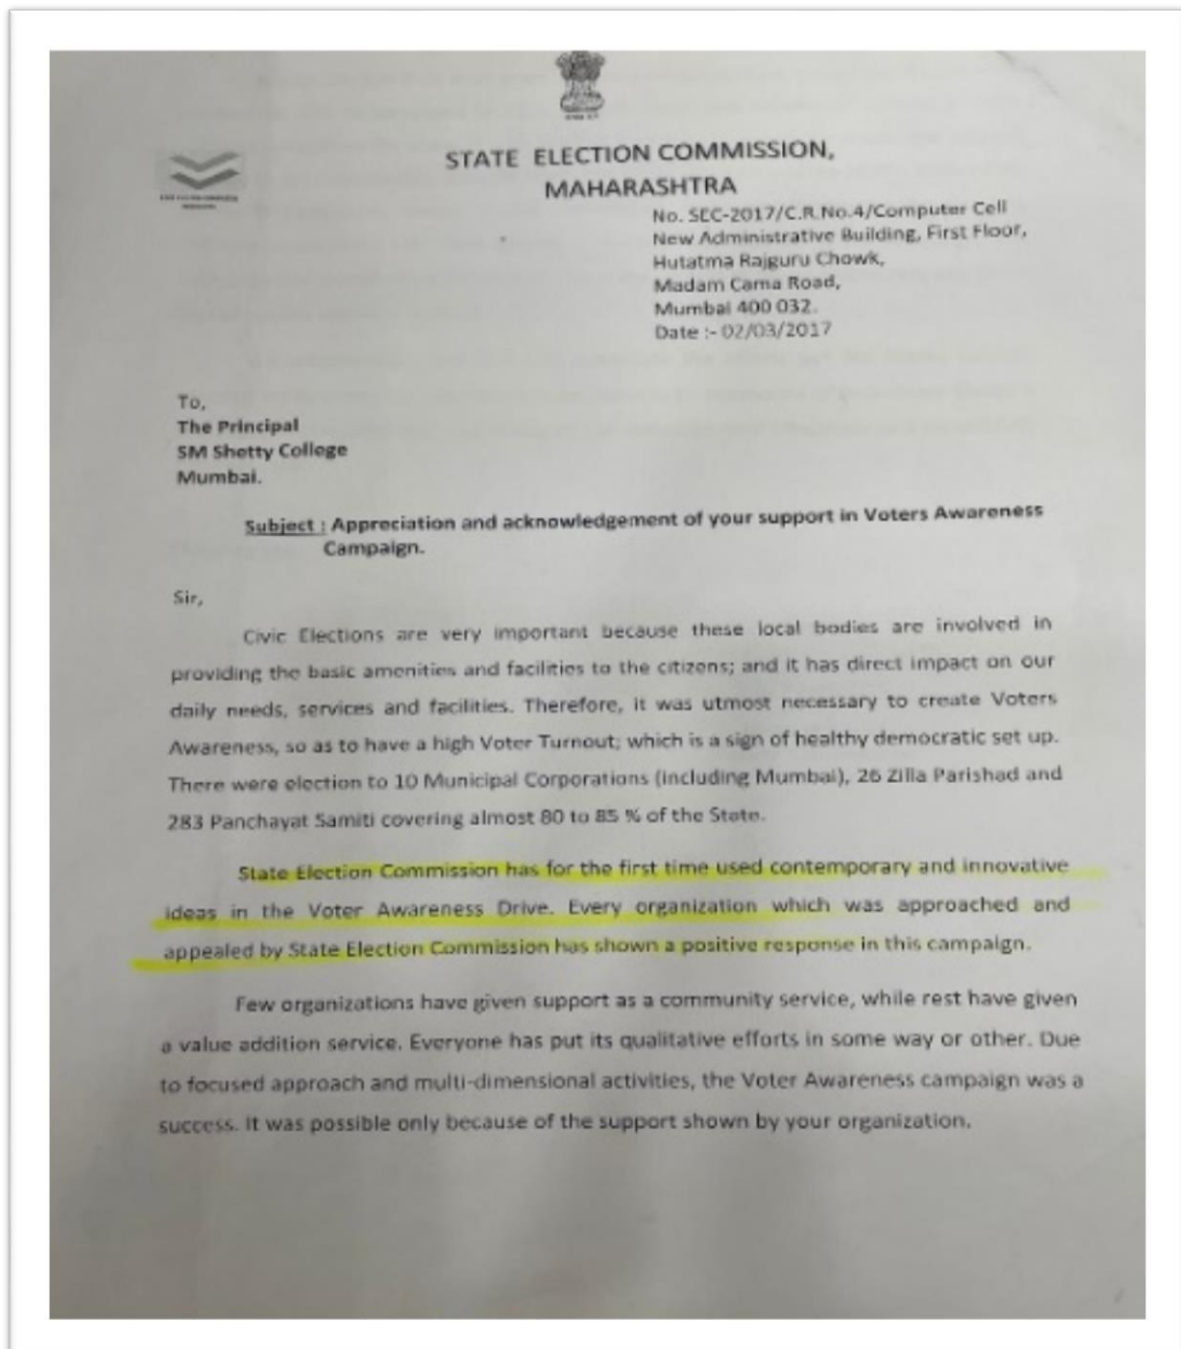 STATE ELECTION COMMISSION,
MAHARASHTRA
No. SEC-2017/C.R.No.4/Computer Cell
New Administrative Building, First Floor,
Hutatma Rajguru Chowk,
Madam Cama Road,
Mumbai 400 032.
Date :- 02/03/2017
To,
The Principal
SM Shetty College
Mumbai.
Subject : Appreciation and acknowledgement of your support in Voters Awareness
Campaign.
Sir,
Civic Elections are very important because these local bodies are involved in
providing the basic amenities and facilities to the citizens; and it has direct impact on our
daily needs, services and facilities. Therefore, it was utmost necessary to create Voters
Awareness, so as to have a high Voter Turnout; which is a sign of healthy democratic set up.
There were election to 10 Municipal Corporations (including Mumbai), 26 Zilla Parishad and
283 Panchayat Samiti covering almost 80 to 85 % of the State.
State Election Commission has for the first time used contemporary and innovative
ideas in the Voter Awareness Drive. Every organization which was approached and
appealed by State Election Commission has shown a positive response in this campaign.
Few organizations have given support as a community service, while rest have given
a value addition service. Everyone has put its qualitative efforts in some way or other. Due
to focused approach and multi-dimensional activities, the Voter Awareness campaign was a
success. It was possible only because of the support shown by your organization.